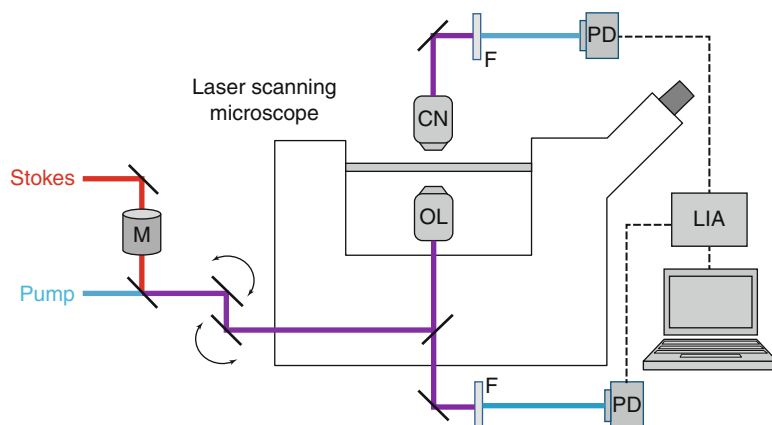 F
PD
Laser scanning
microscope
CN
Stokes
OL
LIA
M
Pump
F
PD